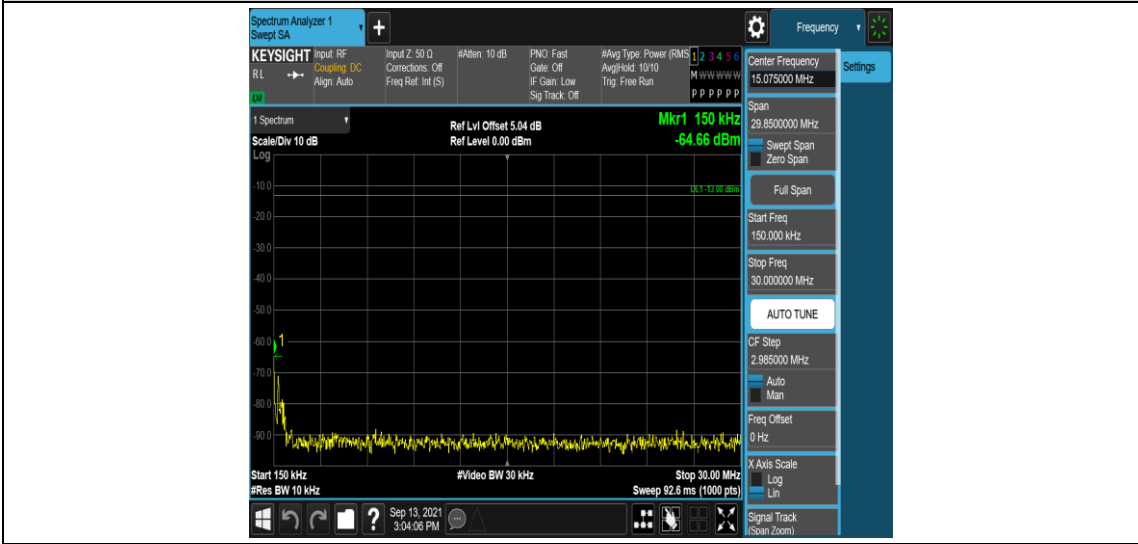 Spectrum Analyzer 1
Swept SA
+
Frequency
KEYSIGHT
RL
LM
Input: RF
Coupling: DC
Align: Auto
Input Z: 50 Ω
Corrections: Off
Freq Ref: Int (S)
#Atten: 10 dB
PNO: Fast
Gate: Off
IF Gain: Low
Sig Track: Off
#Avg Type: Power (RMS
Avg|Hold: 10/10
Trig: Free Run
1 2 3 4 5 6
M W W W W W
P P P P P P
1 Spectrum
Scale/Div 10 dB
Log
Ref Lvl Offset 5.04 dB
Ref Level 0.00 dBm
Mkr1 150 kHz
-64.66 dBm
DL1 -13.00 dBm
-10.0
-20.0
-30.0
-40.0
-50.0
-60.0
-70.0
-80.0
-90.0
1
Start 150 kHz
#Res BW 10 kHz
#Video BW 30 kHz
Stop 30.00 MHz
Sweep 92.6 ms (1000 pts)
Center Frequency
15.075000 MHz
Settings
Span
29.8500000 MHz
Swept Span
Zero Span
Full Span
Start Freq
150.000 kHz
Stop Freq
30.000000 MHz
AUTO TUNE
CF Step
2.985000 MHz
Auto
Man
Freq Offset
0 Hz
X Axis Scale
Log
Lin
Signal Track
(Span Zoom)
?
Sep 13, 2021
3:04:06 PM